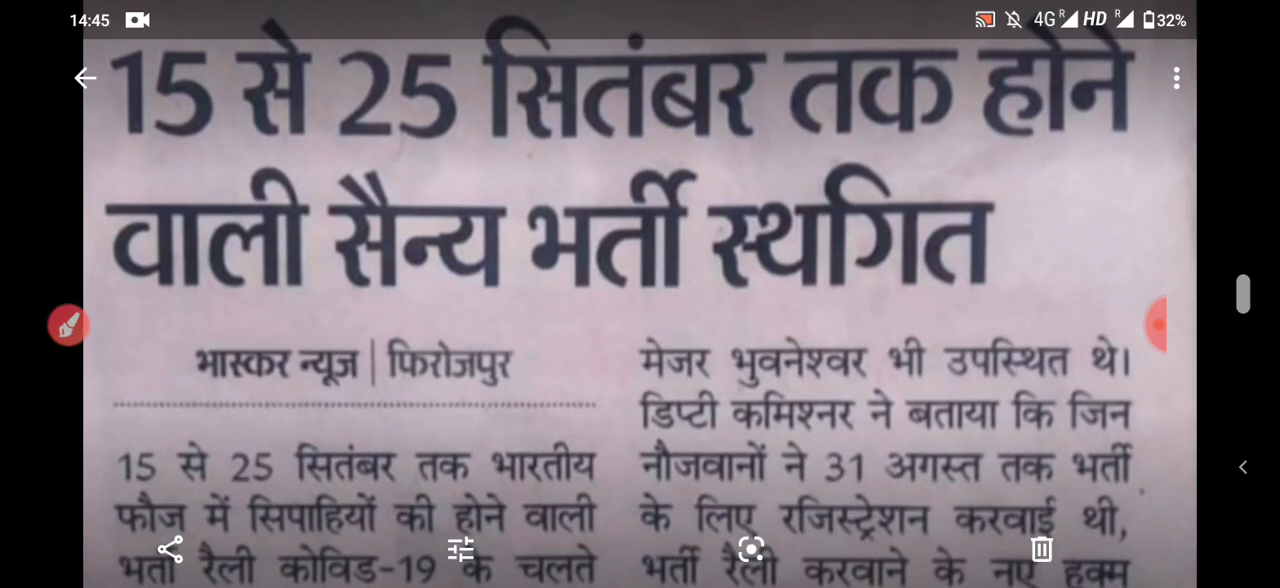 14:45
4G R HD R 32%
15 से 25 सितंबर तक होने
वाली सैन्य भर्ती स्थगित
भास्कर न्यूज | फिरोजपुर
15 से 25 सितंबर तक भारतीय
फौज में सिपाहियों की होने वाली
भर्ती रैली कोविड-19 के चलते
मेजर भुवनेश्वर भी उपस्थित थे।
डिप्टी कमिश्नर ने बताया कि जिन
नौजवानों ने 31 अगस्त तक भर्ती
के लिए रजिस्ट्रेशन करवाई थी,
भर्ती रैली करवाने के नए हुक्म